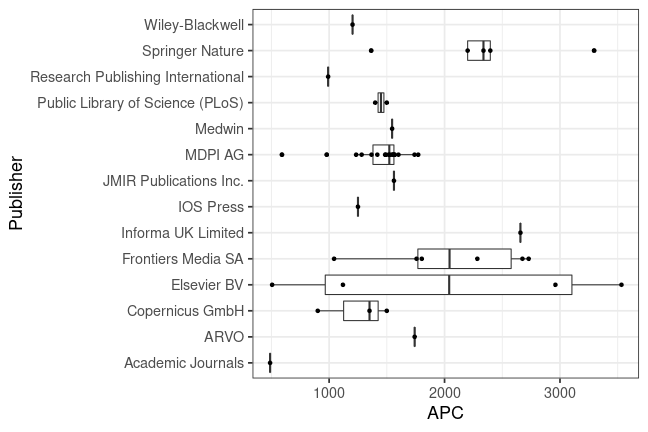 Publisher
Wiley-Blackwell
Springer Nature
Research Publishing International
Public Library of Science (PLoS)
Medwin
MDPI AG
JMIR Publications Inc.
IOS Press
Informa UK Limited
Frontiers Media SA
Elsevier BV
Copernicus GmbH
ARVO
Academic Journals
1000 2000 3000
APC